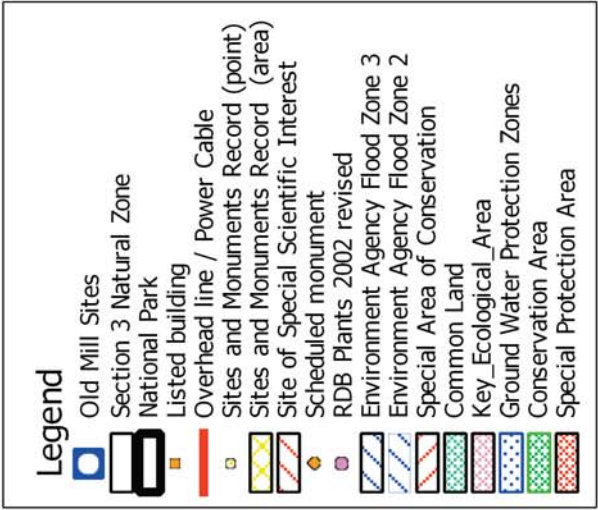 Legend
Old Mill Sites
Section 3 Natural Zone
National Park
Listed building
Overhead line / Power Cable
Sites and Monuments Record (point)
Sites and Monuments Record (area)
Site of Special Scientific Interest
Scheduled monument
RDB Plants 2002 revised
Environment Agency Flood Zone 3
Environment Agency Flood Zone 2
Special Area of Conservation
Common Land
Key_Ecological_Area
Ground Water Protection Zones
Conservation Area
Special Protection Area